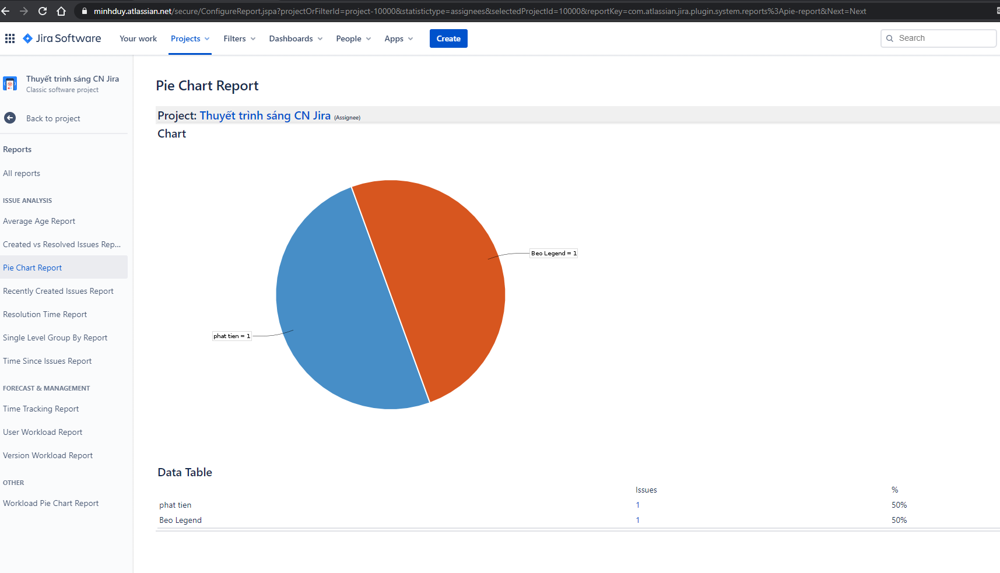 minhduy.atlassian.net/secure/ConfigureReport.jspa?projectOrFilterId=project-10000&statistictype=assignees&selectedProjectId=10000&reportKey=com.atlassian.jira.plugin.system.reports%3Apie-report&Next=Next
Jira Software Your work Projects Filters Dashboards People Apps Create Search
Thuyết trình sáng CN Jira
Classic software project
Back to project
Reports
All reports
ISSUE ANALYSIS
Average Age Report
Created vs Resolved Issues Rep...
Pie Chart Report
Recently Created Issues Report
Resolution Time Report
Single Level Group By Report
Time Since Issues Report
FORECAST & MANAGEMENT
Time Tracking Report
User Workload Report
Version Workload Report
OTHER
Workload Pie Chart Report
Pie Chart Report
Project: Thuyết trình sáng CN Jira (Assignee)
Chart
Beo Legend = 1
phat tien = 1
Data Table
Issues %
phat tien 1 50%
Beo Legend 1 50%